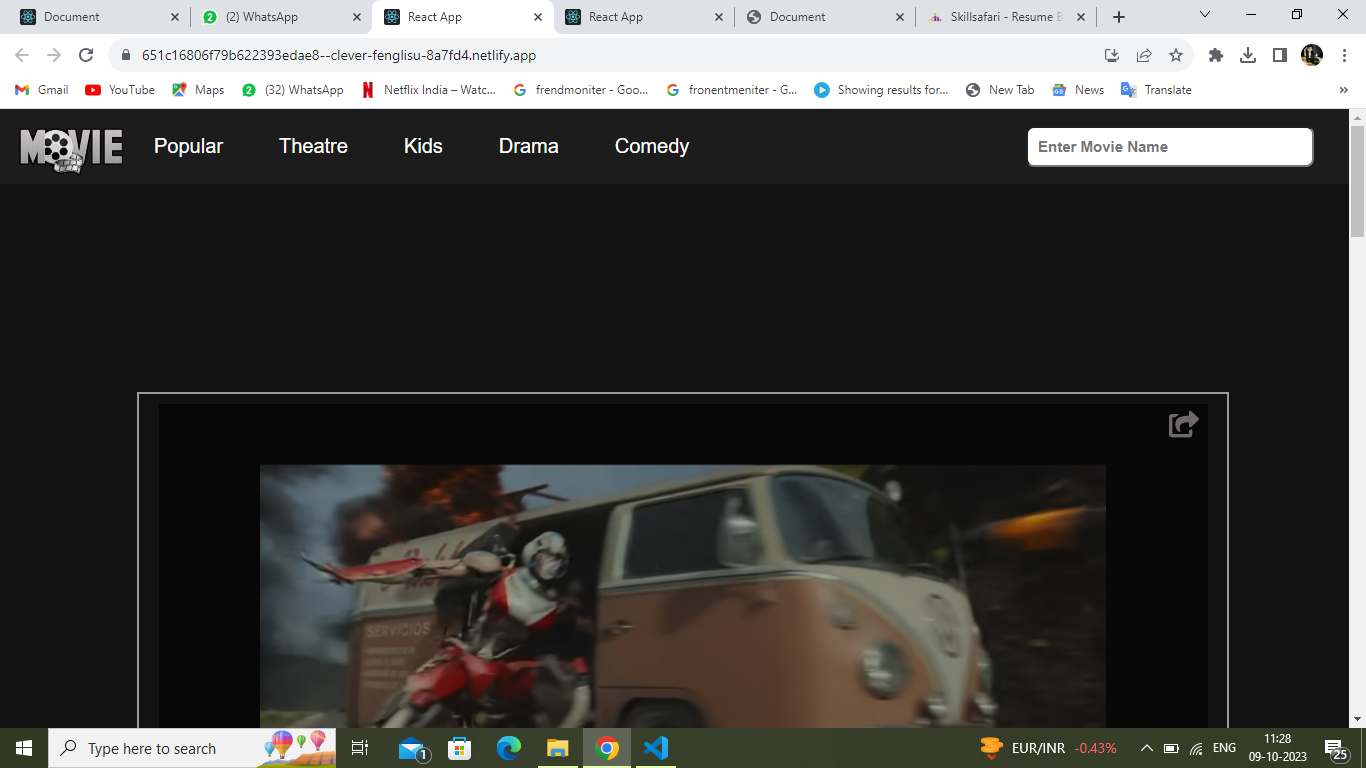 Document
(2) WhatsApp
React App
React App
Document
Skillsafari - Resume B
651c16806f79b622393edae8--clever-fenglisu-8a7fd4.netlify.app
Gmail
YouTube
Maps
(32) WhatsApp
Netflix India – Watc...
frendmoniter - Goo...
fronentmeniter - G...
Showing results for...
New Tab
News
Translate
»
MOVIE
Popular
Theatre
Kids
Drama
Comedy
Enter Movie Name
SERVICIOS
Type here to search
1
EUR/INR
-0.43%
ENG
11:28
09-10-2023
25